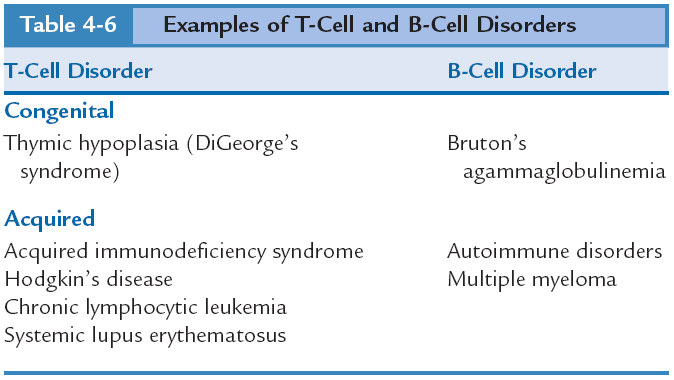 Table 4-6 Examples of T-Cell and B-Cell Disorders
T-Cell Disorder B-Cell Disorder
Congenital
Thymic hypoplasia (DiGeorge's Bruton's
syndrome) agammaglobulinemia
Acquired
Acquired immunodeficiency syndrome Autoimmune disorders
Hodgkin's disease Multiple myeloma
Chronic lymphocytic leukemia
Systemic lupus erythematosus